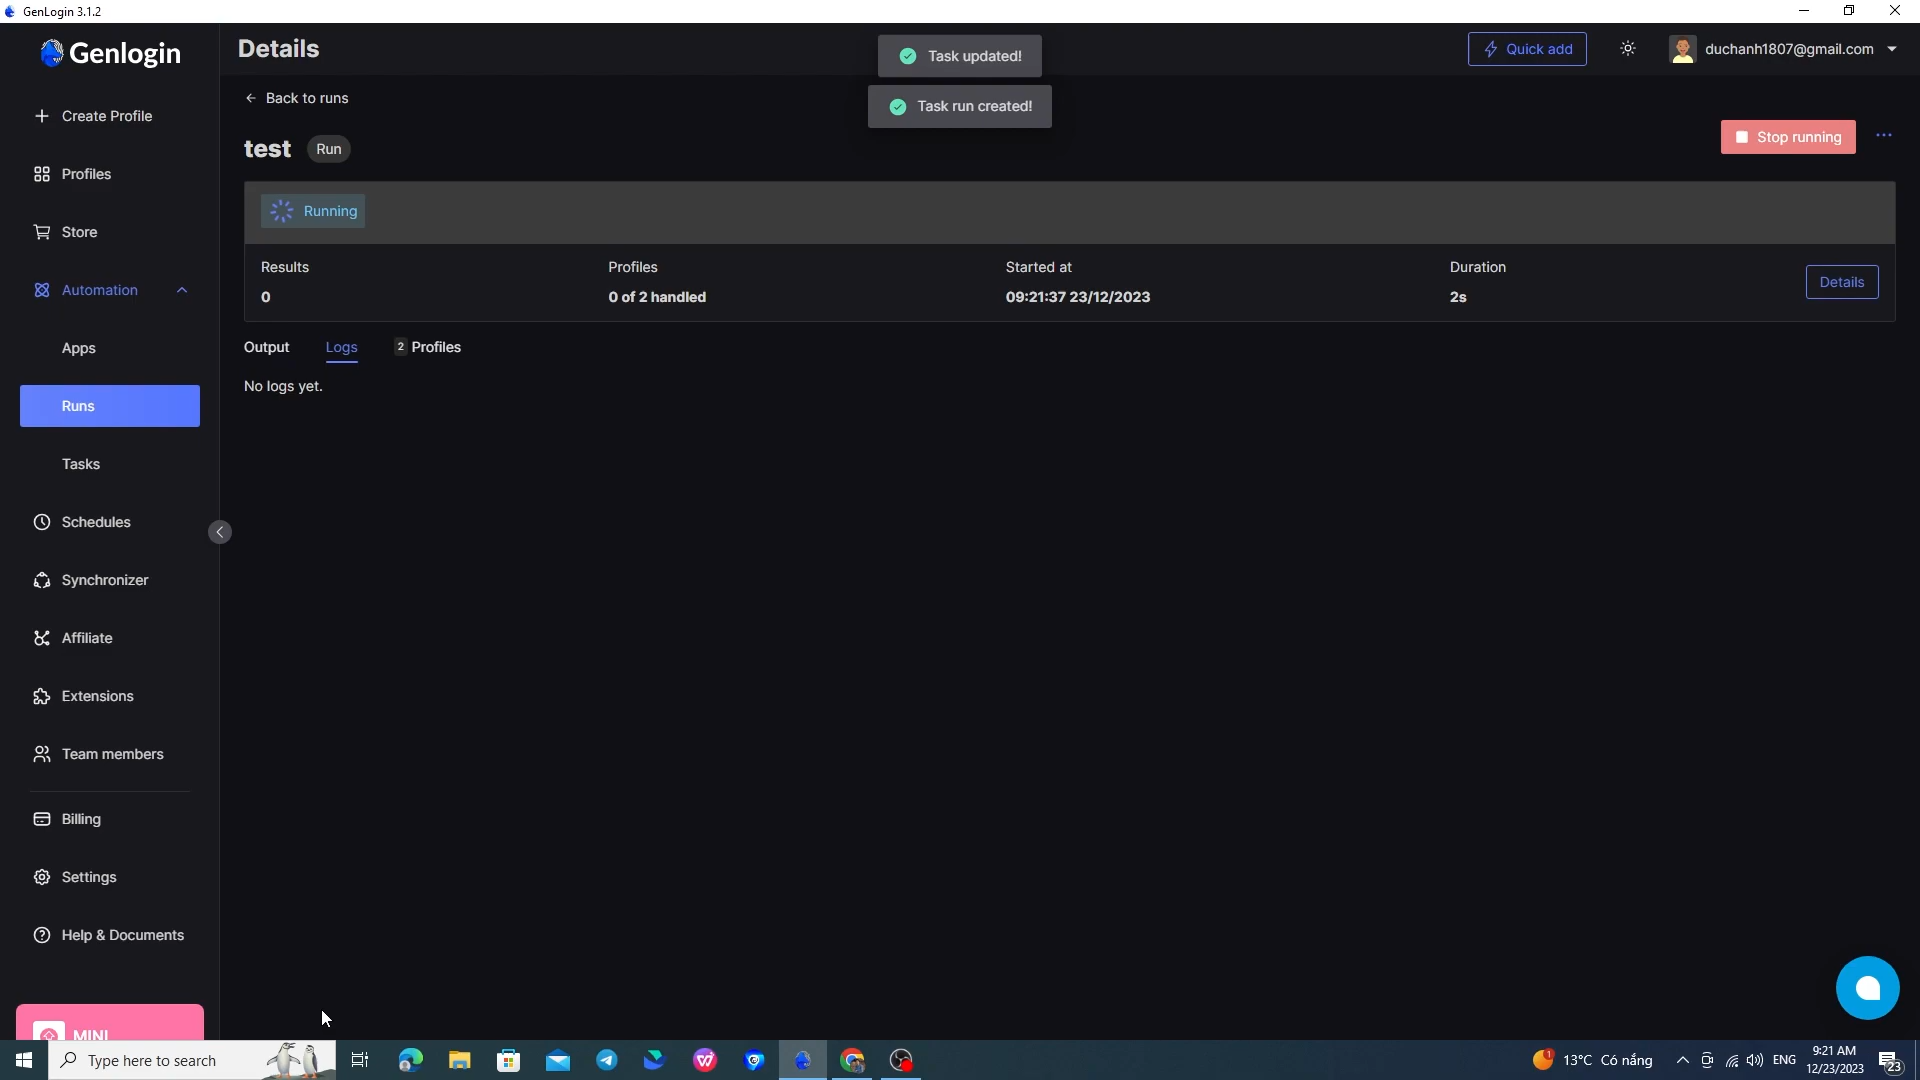 GenLogin 3.1.2
Genlogin
Details
Task updated!
Quick add
duchanh1807@gmail.com
Back to runs
Task run created!
Create Profile
test
Run
Stop running
Profiles
Running
Store
Results
Profiles
Started at
Duration
Details
0
0 of 2 handled
09:21:37 23/12/2023
2s
Automation
Apps
Output
Logs
2 Profiles
No logs yet.
Runs
Tasks
Schedules
Synchronizer
Affiliate
Extensions
Team members
Billing
Settings
Help & Documents
MINI
Type here to search
1
13°C Có nắng
ENG
9:21 AM
12/23/2023
23